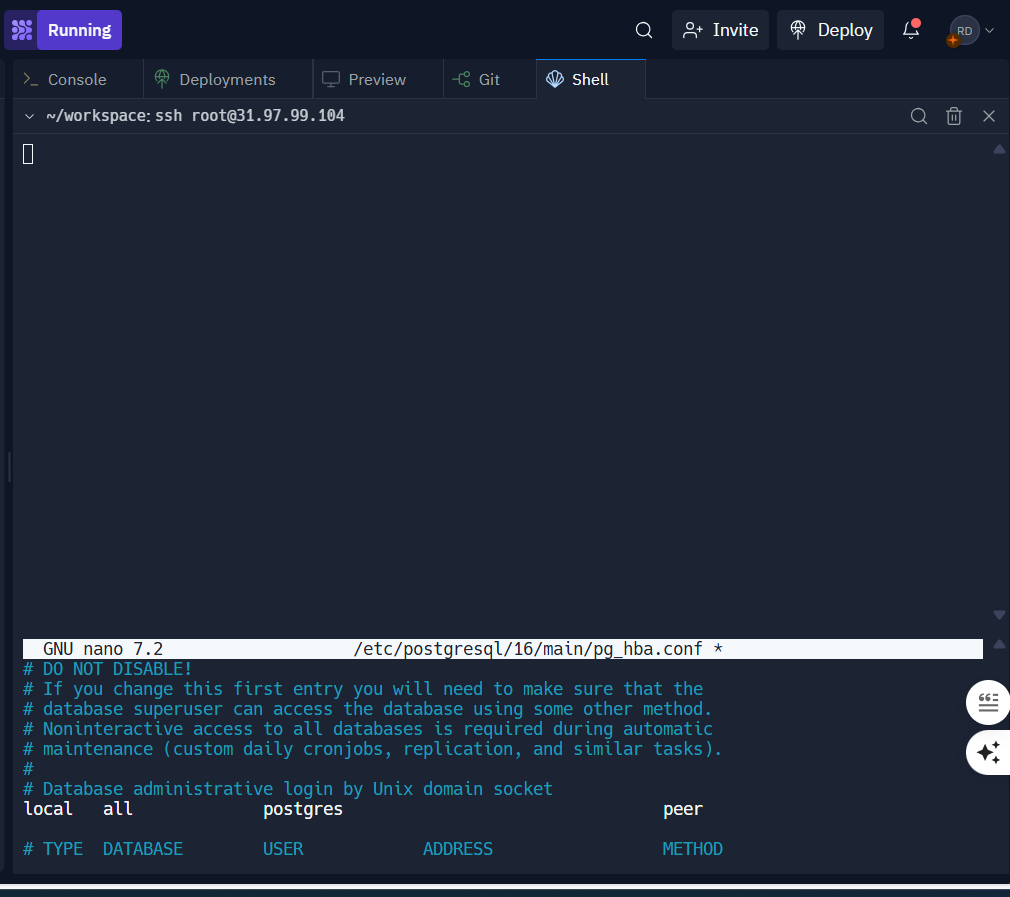 Running
Invite
Deploy
RD
Console
Deployments
Preview
Git
Shell
~/workspace: ssh root@31.97.99.104
GNU nano 7.2 /etc/postgresql/16/main/pg_hba.conf *
# DO NOT DISABLE!
# If you change this first entry you will need to make sure that the
# database superuser can access the database using some other method.
# Noninteractive access to all databases is required during automatic
# maintenance (custom daily cronjobs, replication, and similar tasks).
#
# Database administrative login by Unix domain socket
local all postgres peer
# TYPE DATABASE USER ADDRESS METHOD